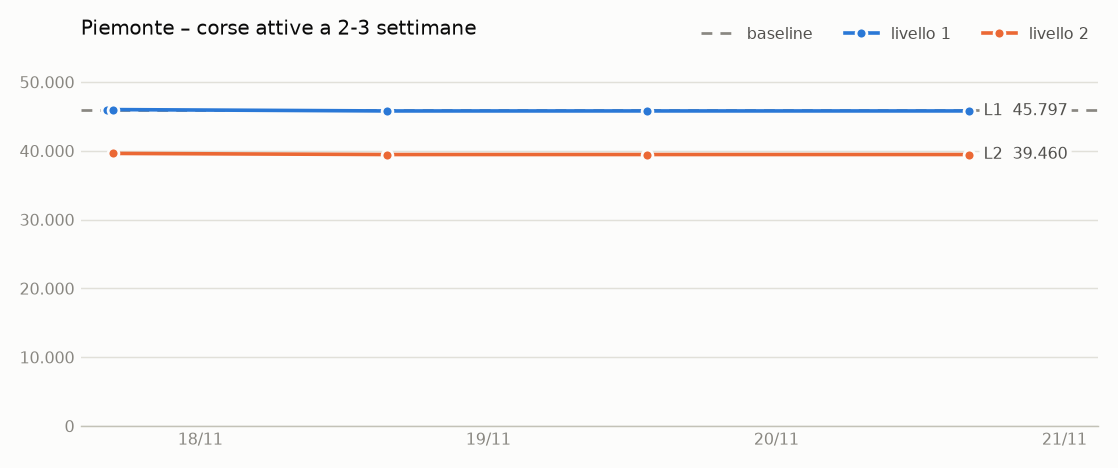 Piemonte – corse attive a 2-3 settimane
baseline
livello 1
livello 2
50.000
40.000
30.000
20.000
10.000
0
L1 45.797
L2 39.460
18/11
19/11
20/11
21/11